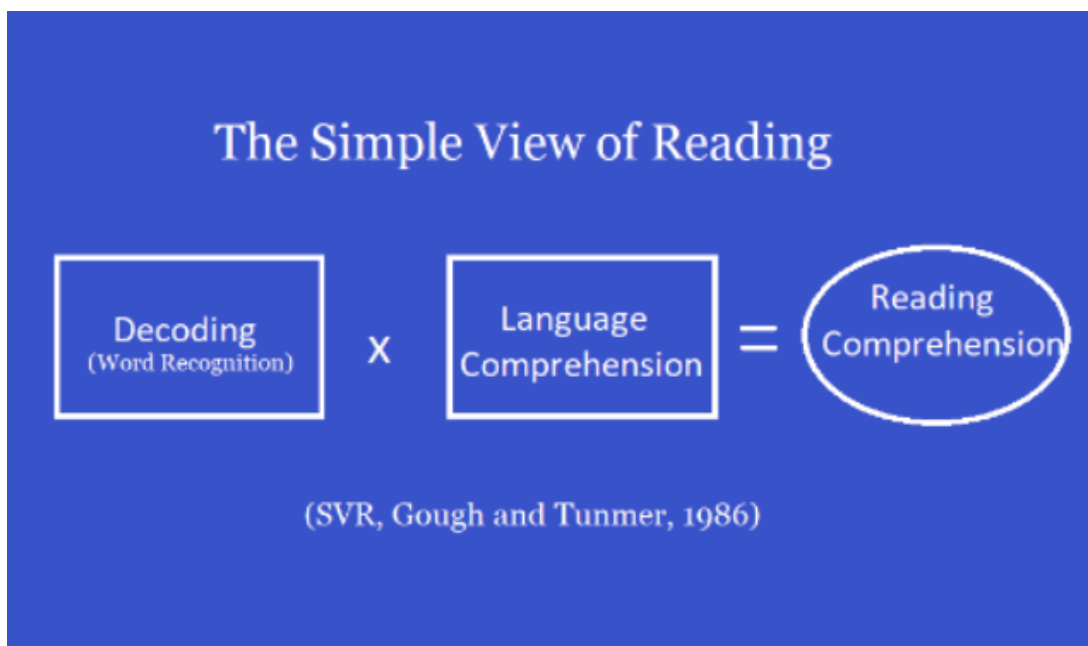 The Simple View of Reading
Decoding
(Word Recognition)
x
Language
Comprehension
=
Reading
Comprehension
(SVR, Gough and Tunmer, 1986)